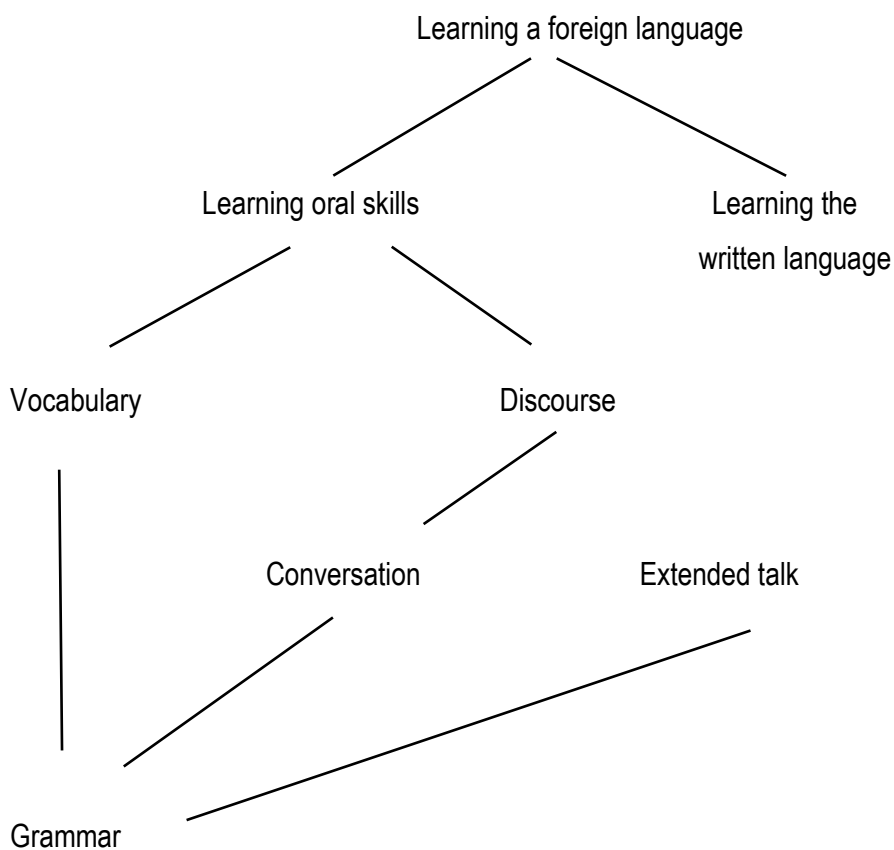 Learning a foreign language
Learning oral skills
Learning the
written language
Vocabulary
Discourse
Conversation
Extended talk
Grammar